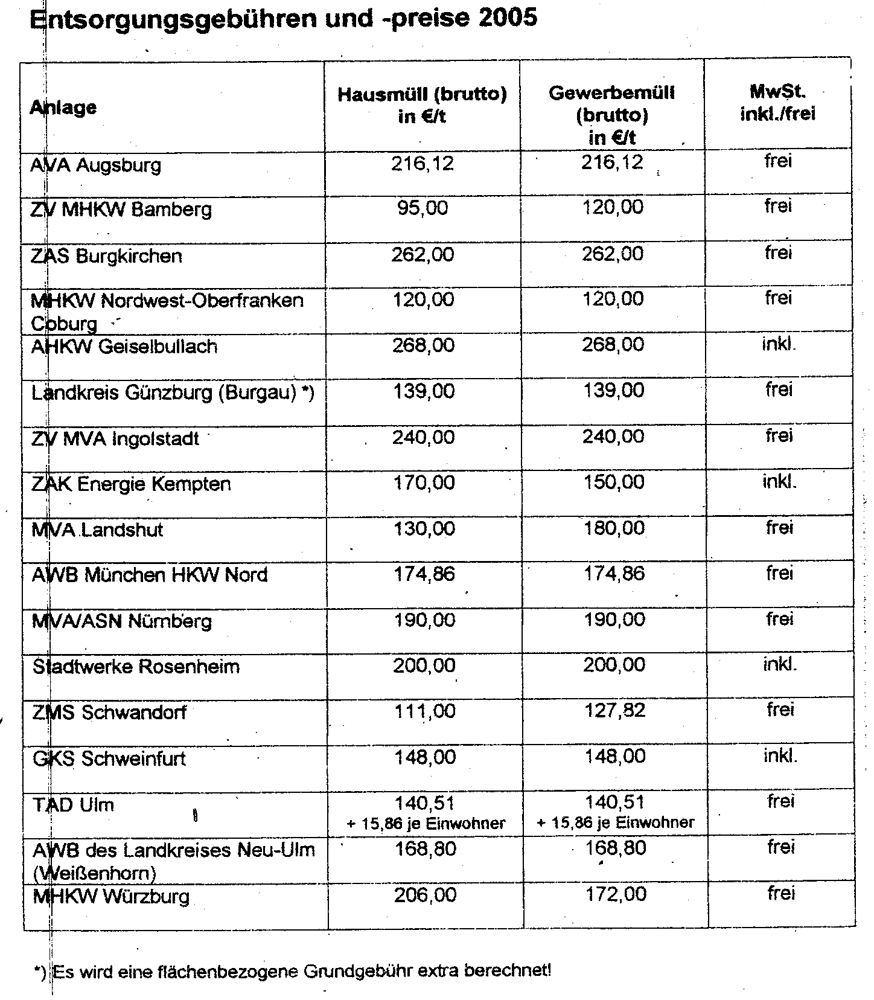 Entsorgungsgebühren und -preise 2005
Anlage
Hausmüll (brutto)
in €/t
Gewerbemüll
(brutto)
in €/t
MwSt.
inkl./frei
AVA Augsburg 216,12 216,12 frei
ZV MHKW Bamberg 95,00 120,00 frei
ZAS Burgkirchen 262,00 262,00 frei
MHKW Nordwest-Oberfranken 120,00 120,00 frei
Coburg
AHKW Geiselbullach 268,00 268,00 inkl.
Landkreis Günzburg (Burgau) *) 139,00 139,00 frei
ZV MVA Ingolstadt 240,00 240,00 frei
ZAK Energie Kempten 170,00 150,00 inkl.
MVA Landshut 130,00 180,00 frei
AWB München HKW Nord 174,86 174,86 frei
MVA/ASN Nürnberg 190,00 190,00 frei
Stadtwerke Rosenheim 200,00 200,00 inkl.
ZMS Schwandorf 111,00 127,82 frei
GKS Schweinfurt 148,00 148,00 inkl.
TAD Ulm 140,51 140,51 frei
+ 15,86 je Einwohner + 15,86 je Einwohner
AWB des Landkreises Neu-Ulm 168,80 168,80 frei
(Weißenhorn)
MHKW Würzburg 206,00 172,00 frei
*) Es wird eine flächenbezogene Grundgebühr extra berechnet!